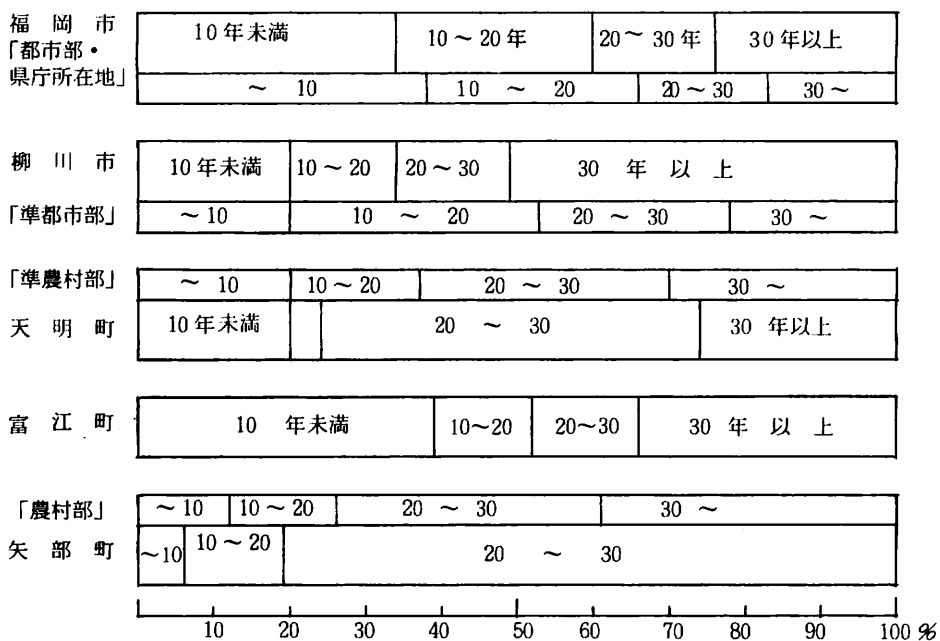 福岡市 10年未満 10～20年 20～30年 30年以上
「都市部・
県庁所在地」 ～ 10 10 ～ 20 20～30 30～
柳川市 10年未満 10～20 20～30 30 年 以 上
「準都市部」 ～10 10 ～ 20 20 ～ 30 30 ～
「準農村部」 ～ 10 10～20 20 ～ 30 30 ～
天明町 10年未満 20 ～ 30 30 年以上
富江町 10 年未満 10～20 20～30 30 年 以 上
「農村部」 ～10 10～20 20 ～ 30 30 ～
矢部町 ～10 10～20 20 ～ 30
10 20 30 40 50 60 70 80 90 100 %